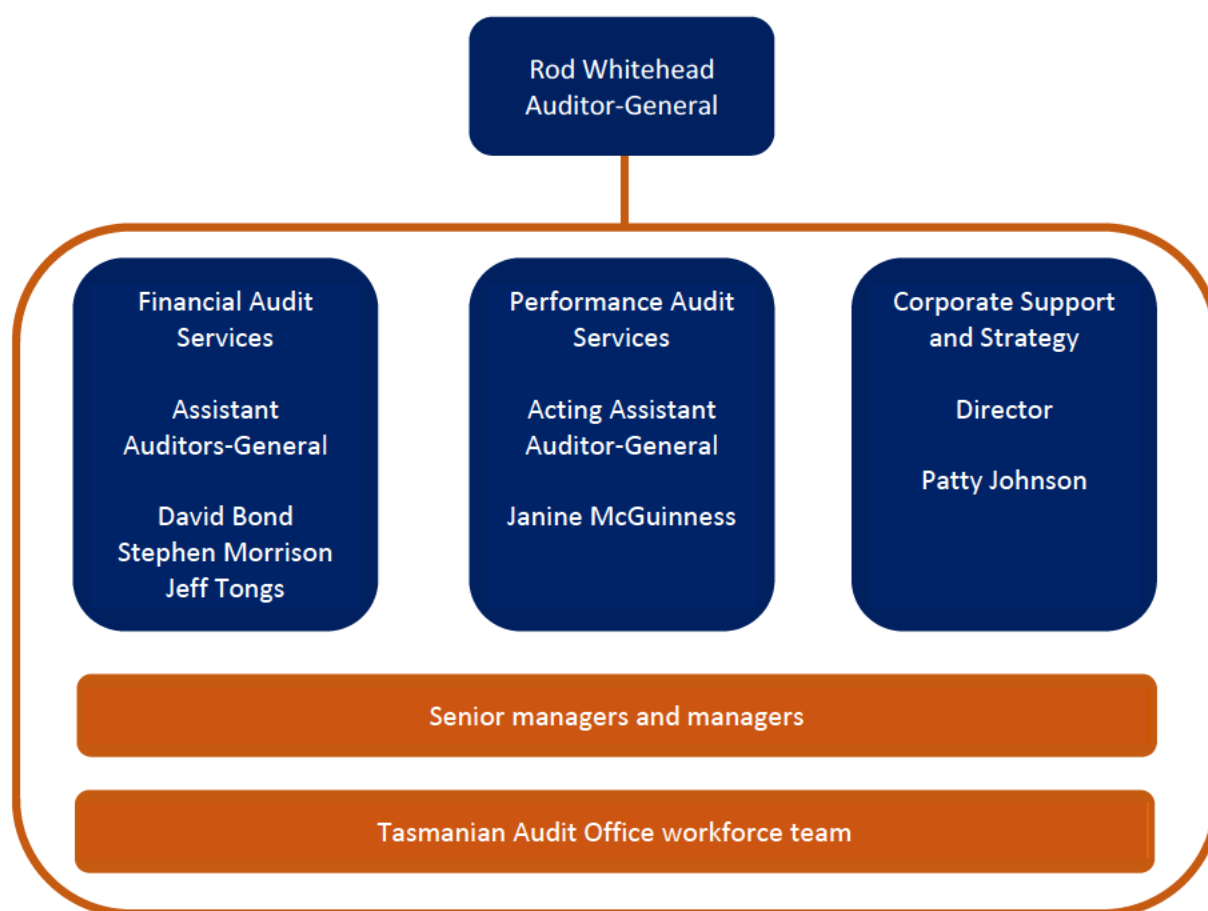 Rod Whitehead
Auditor-General
Financial Audit
Services
Assistant
Auditors-General
David Bond
Stephen Morrison
Jeff Tongs
Performance Audit
Services
Acting Assistant
Auditor-General
Janine McGuinness
Corporate Support
and Strategy
Director
Patty Johnson
Senior managers and managers
Tasmanian Audit Office workforce team